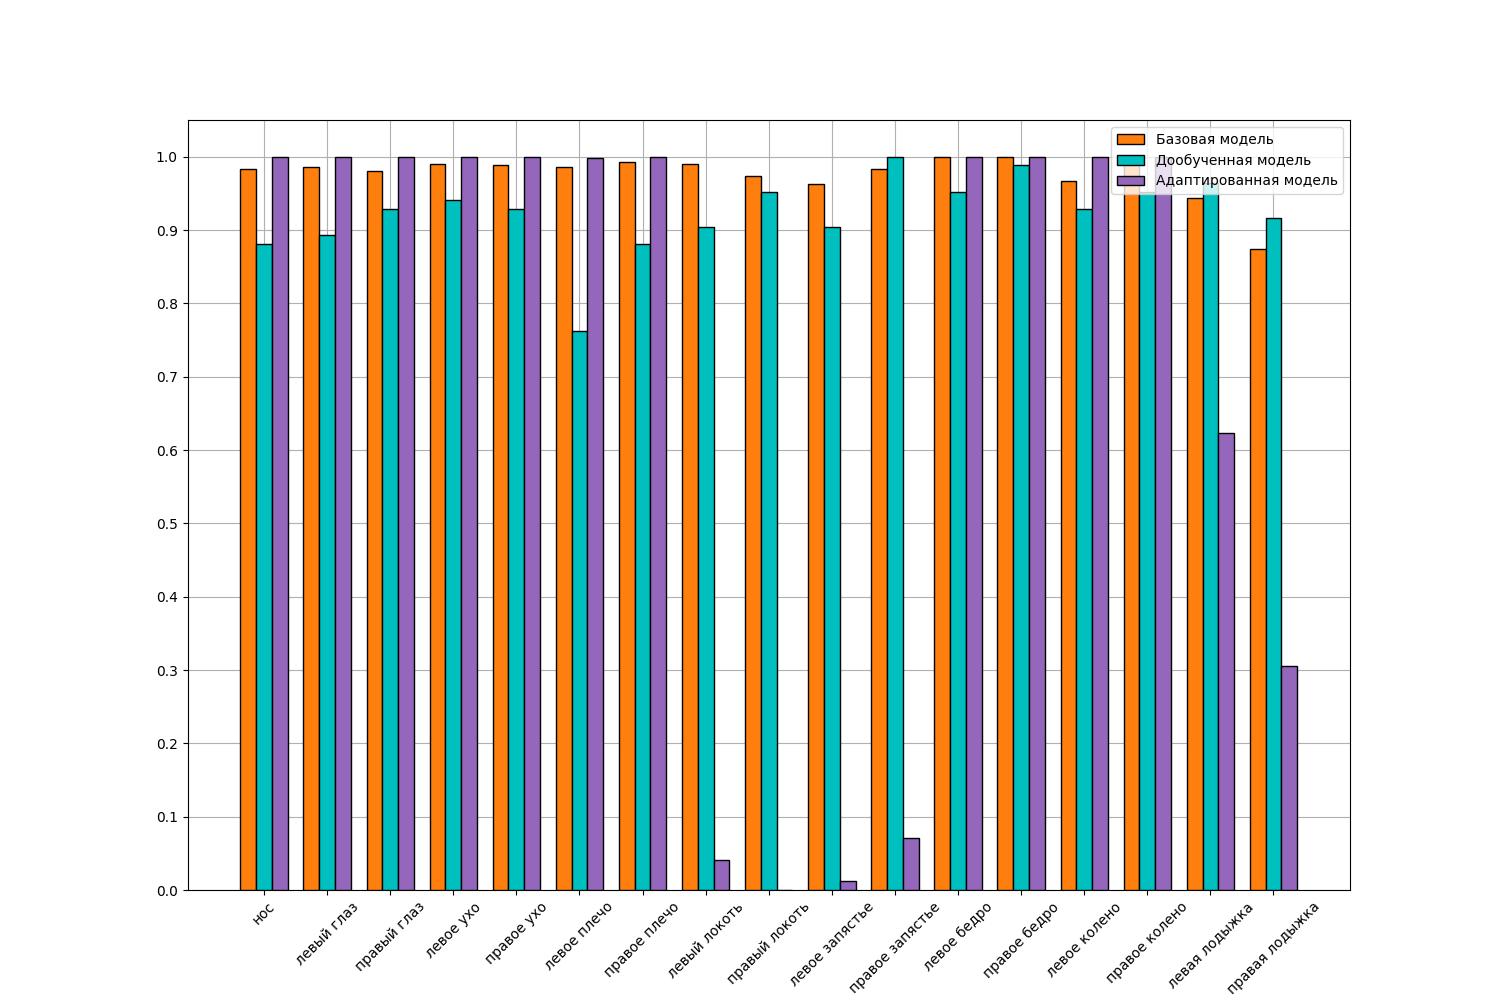 Базовая модель
Дообученная модель
Адаптированная модель
1.0
0.9
0.8
0.7
0.6
0.5
0.4
0.3
0.2
0.1
0.0
нос
левый глаз
правый глаз
левое ухо
правое ухо
левое плечо
правое плечо
левый локоть
правый локоть
левое запястье
правое запястье
левое бедро
правое бедро
левое колено
правое колено
левая лодыжка
правая лодыжка